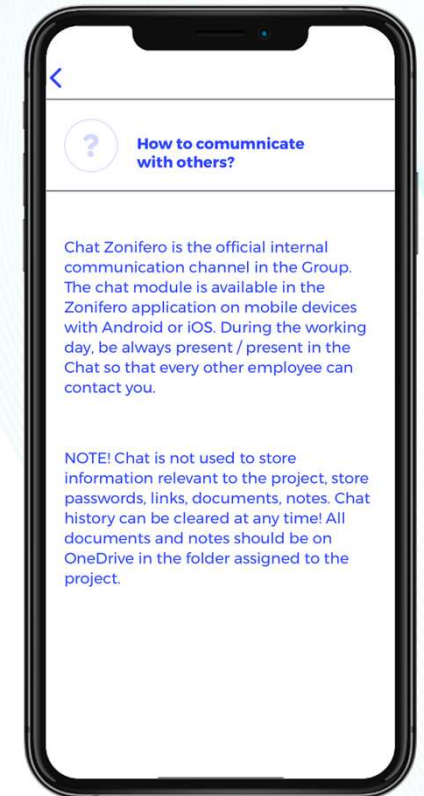 ?
How to comumnicate
with others?
Chat Zonifero is the official internal
communication channel in the Group.
The chat module is available in the
Zonifero application on mobile devices
with Android or iOS. During the working
day, be always present / present in the
Chat so that every other employee can
contact you.
NOTE! Chat is not used to store
information relevant to the project, store
passwords, links, documents, notes. Chat
history can be cleared at any time! All
documents and notes should be on
OneDrive in the folder assigned to the
project.